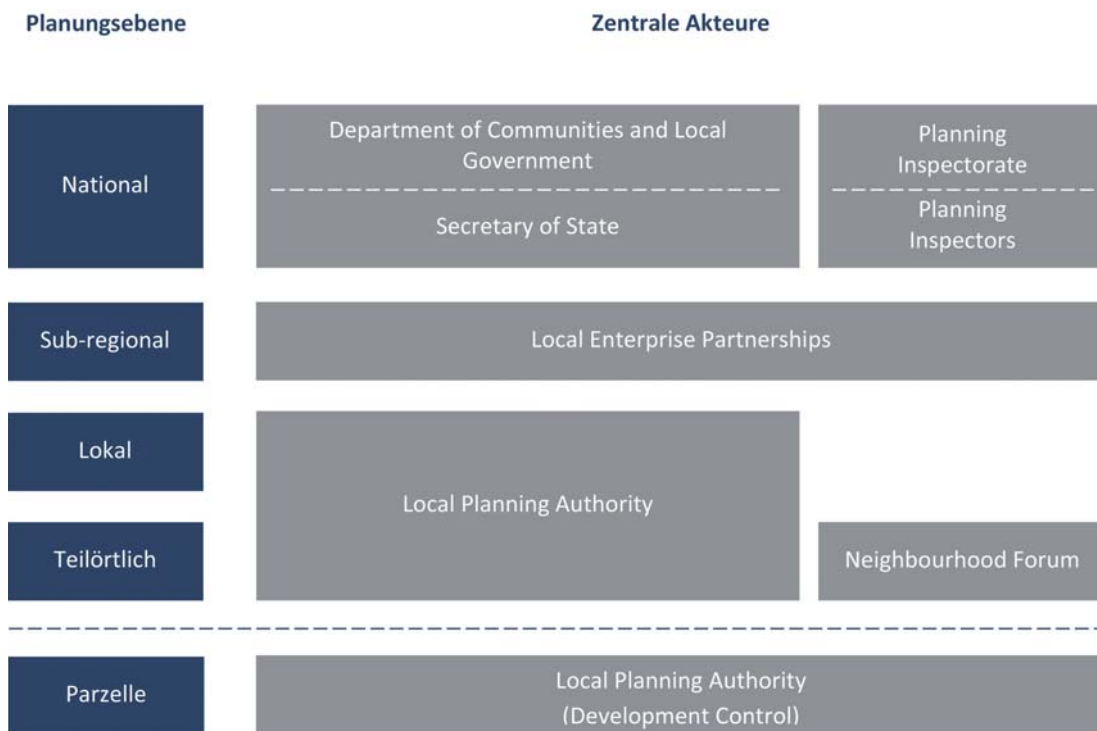 Planungsebene
Zentrale Akteure
National
Department of Communities and Local
Government
Secretary of State
Planning
Inspectorate
Planning
Inspectors
Sub-regional
Local Enterprise Partnerships
Lokal
Local Planning Authority
Teilörtlich
Neighbourhood Forum
Parzelle
Local Planning Authority
(Development Control)